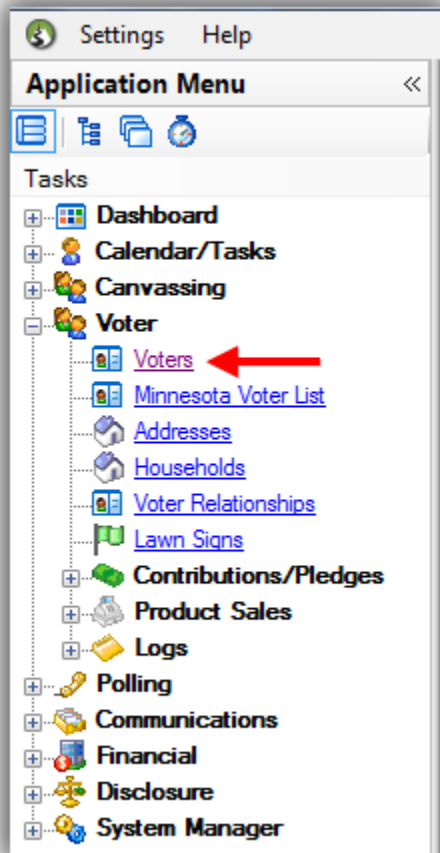 Settings Help
Application Menu
Tasks
Dashboard
Calendar/Tasks
Canvassing
Voter
Voters
Minnesota Voter List
Addresses
Households
Voter Relationships
Lawn Signs
Contributions/Pledges
Product Sales
Logs
Polling
Communications
Financial
Disclosure
System Manager